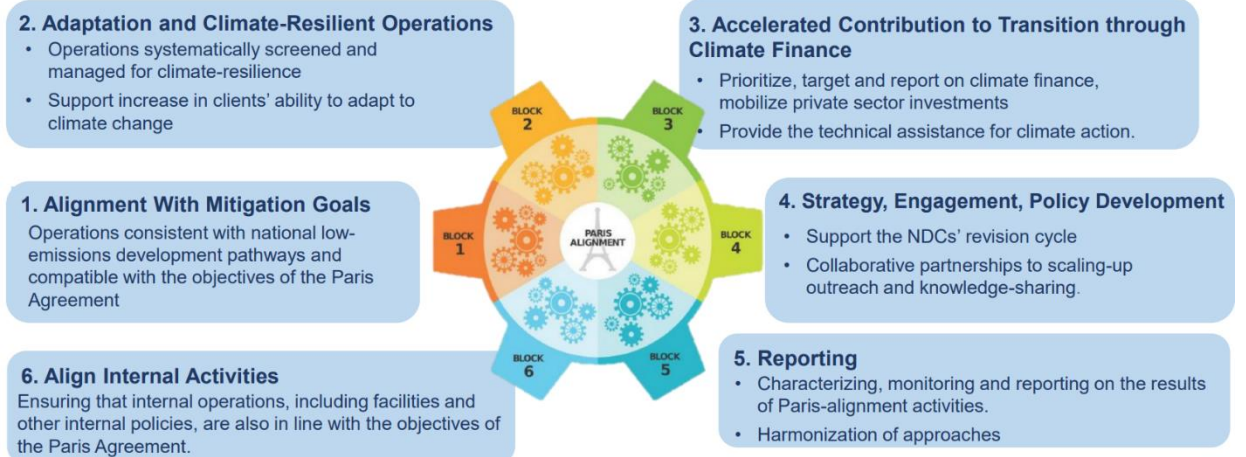 2. Adaptation and Climate-Resilient Operations
• Operations systematically screened and
managed for climate-resilience
• Support increase in clients' ability to adapt to
climate change
3. Accelerated Contribution to Transition through
Climate Finance
• Prioritize, target and report on climate finance,
mobilize private sector investments
• Provide the technical assistance for climate action.
1. Alignment With Mitigation Goals
Operations consistent with national low-
emissions development pathways and
compatible with the objectives of the Paris
Agreement
BLOCK
2
BLOCK
3
BLOCK
1
PARIS
ALIGNMENT
BLOCK
4
BLOCK
6
BLOCK
5
4. Strategy, Engagement, Policy Development
• Support the NDCs' revision cycle
• Collaborative partnerships to scaling-up
outreach and knowledge-sharing.
6. Align Internal Activities
Ensuring that internal operations, including facilities and
other internal policies, are also in line with the objectives of
the Paris Agreement.
5. Reporting
• Characterizing, monitoring and reporting on the results
of Paris-alignment activities.
• Harmonization of approaches